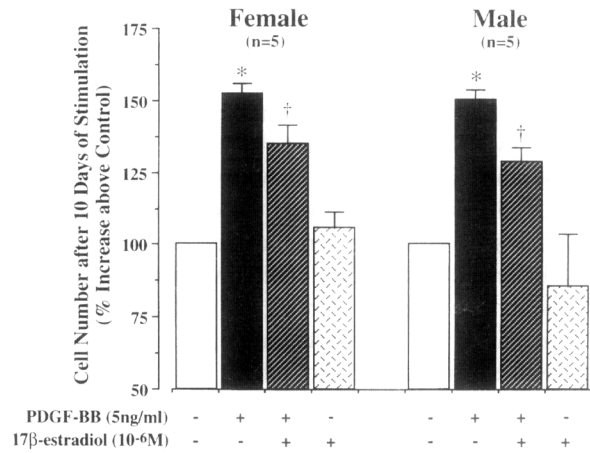 Female
(n=5)
Male
(n=5)
Cell Number after 10 Days of Stimulation
(% Increase above Control)
175
150
125
100
75
50
*
†
*
†
PDGF-BB (5ng/ml) - + + - - + + -
17β-estradiol (10-6M) - - + + - - + +